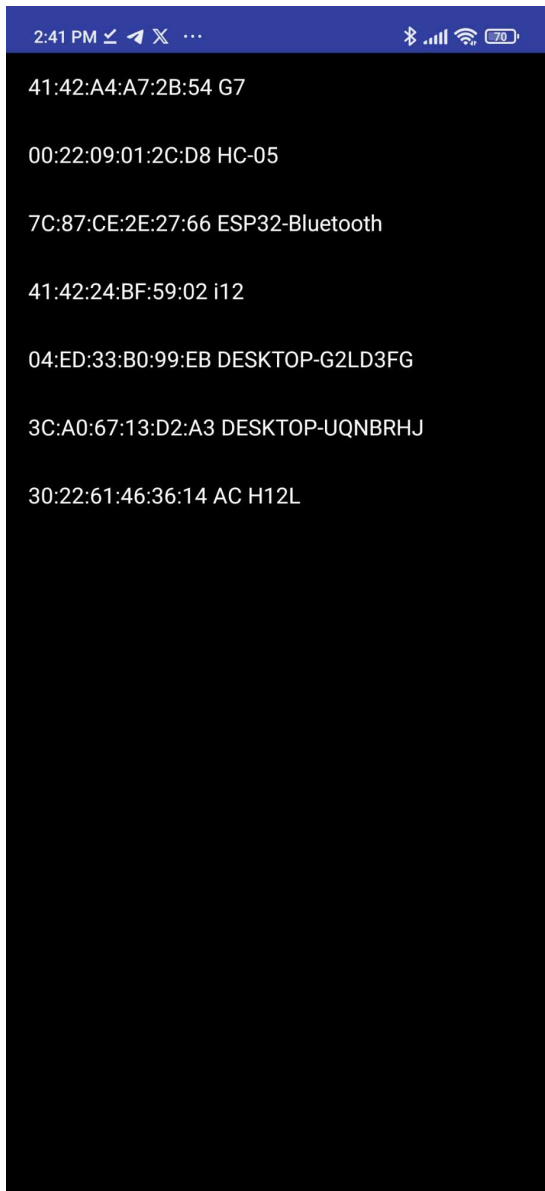 2:41 PM
70
41:42:A4:A7:2B:54 G7
00:22:09:01:2C:D8 HC-05
7C:87:CE:2E:27:66 ESP32-Bluetooth
41:42:24:BF:59:02 i12
04:ED:33:B0:99:EB DESKTOP-G2LD3FG
3C:A0:67:13:D2:A3 DESKTOP-UQNBRHJ
30:22:61:46:36:14 AC H12L